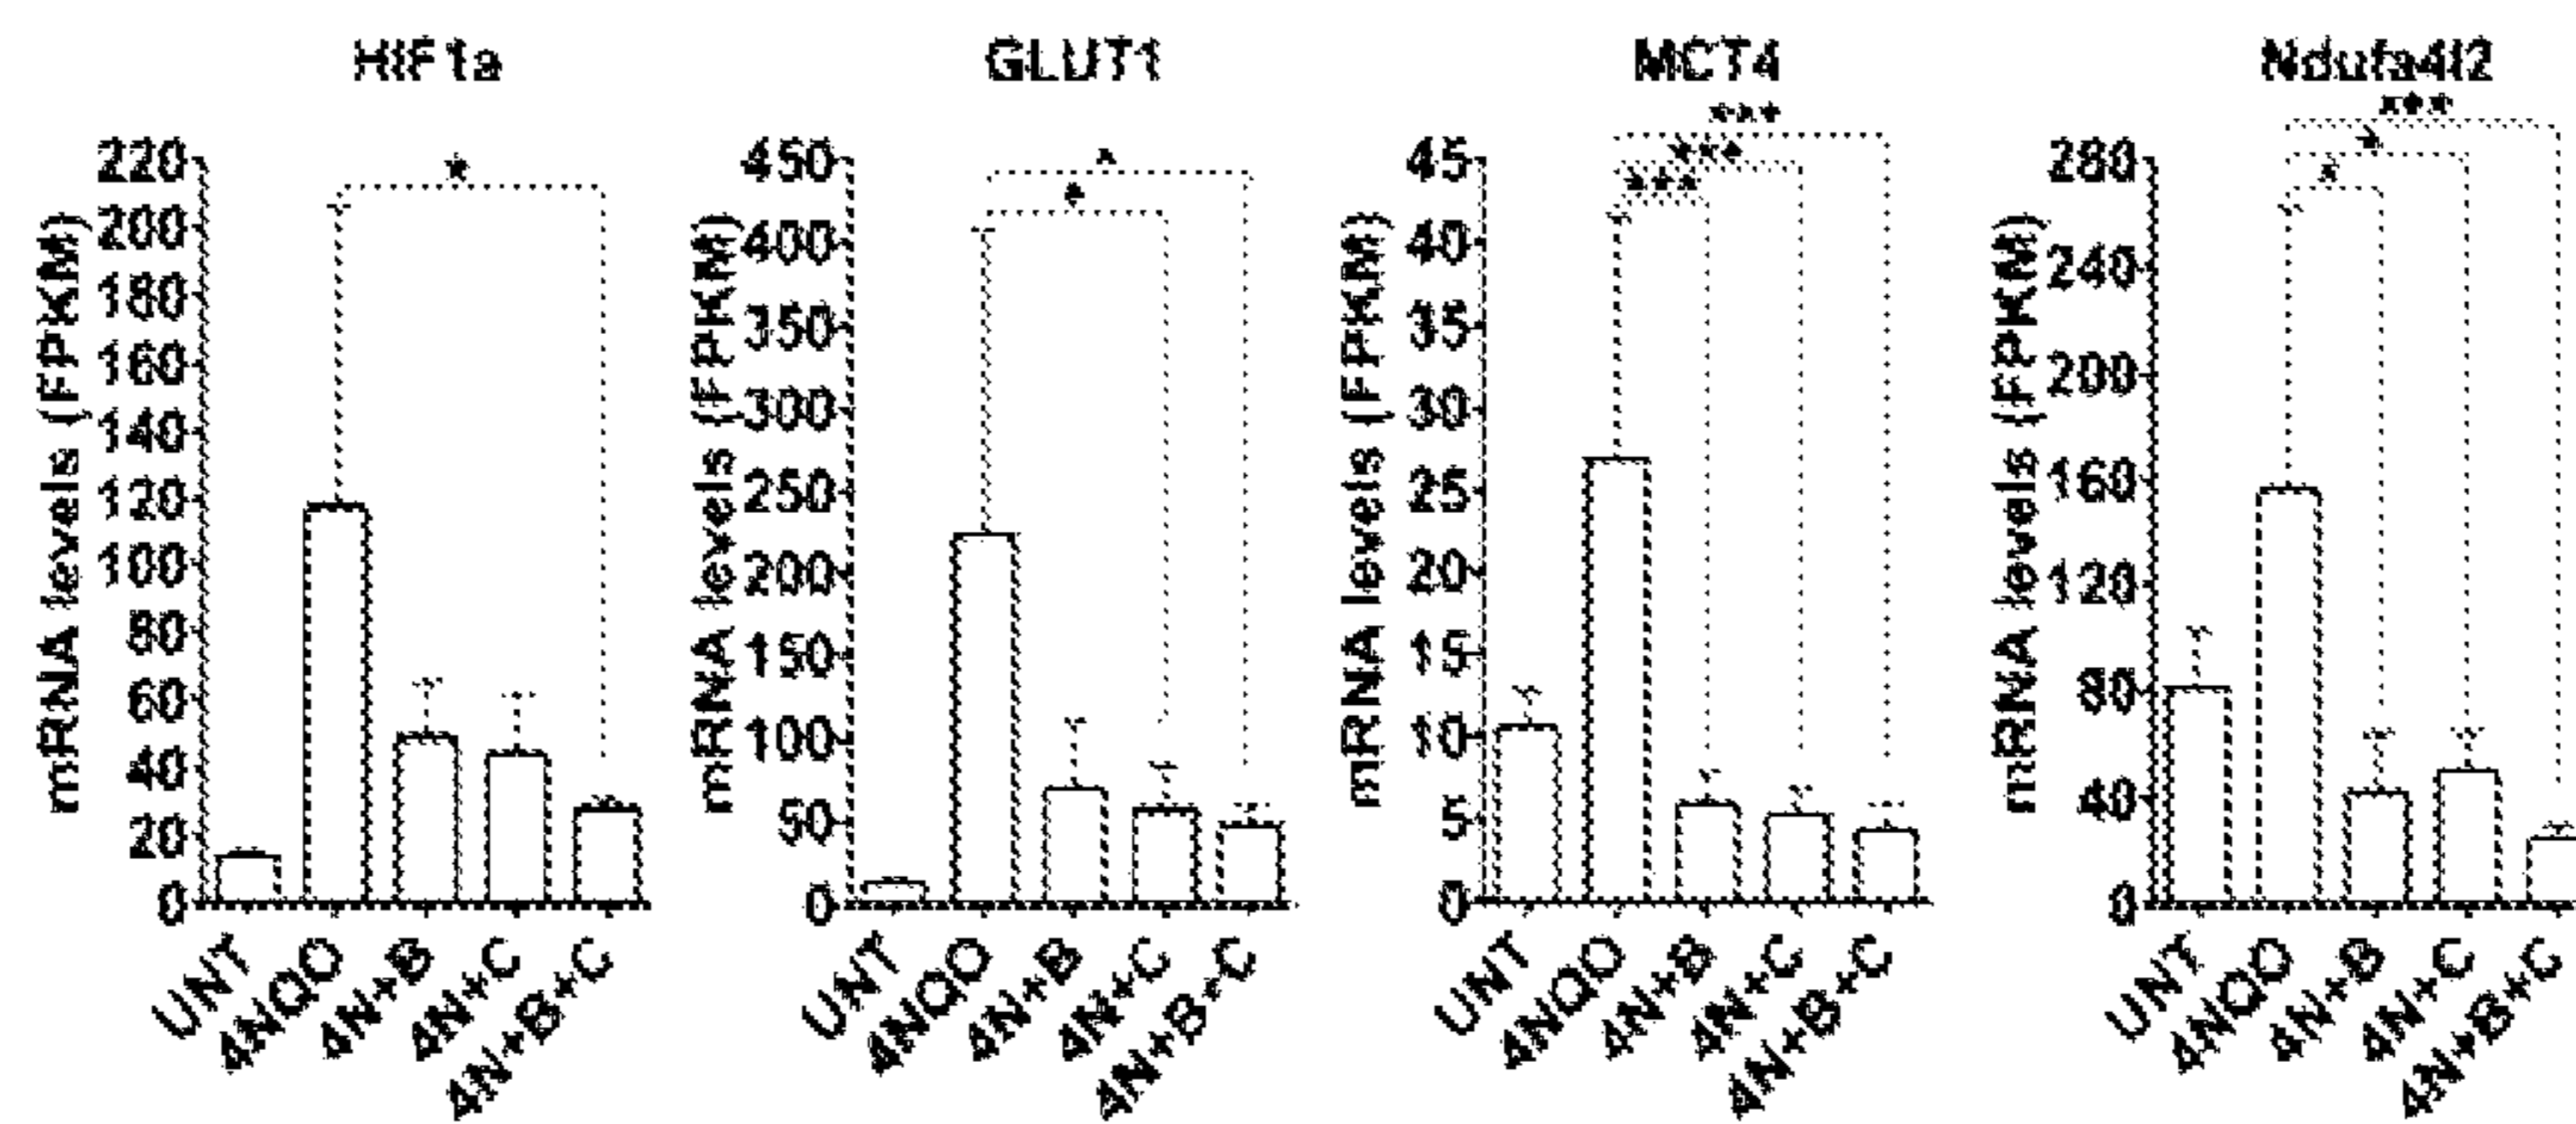 HIF1a
*
mRNA levels (FPKM)
220
200
180
160
140
120
100
80
60
40
20
0
UNT
4NQO
4N+B
4N+C
4N+B+C
GLUT1
*
*
mRNA levels (FPKM)
450
400
350
300
250
200
150
100
50
0
UNT
4NQO
4N+B
4N+C
4N+B+C
MCT4
***
***
***
mRNA levels (FPKM)
45
40
35
30
25
20
15
10
5
0
UNT
4NQO
4N+B
4N+C
4N+B+C
Ndufa4l2
***
*
*
mRNA levels (FPKM)
280
240
200
160
120
80
40
0
UNT
4NQO
4N+B
4N+C
4N+B+C